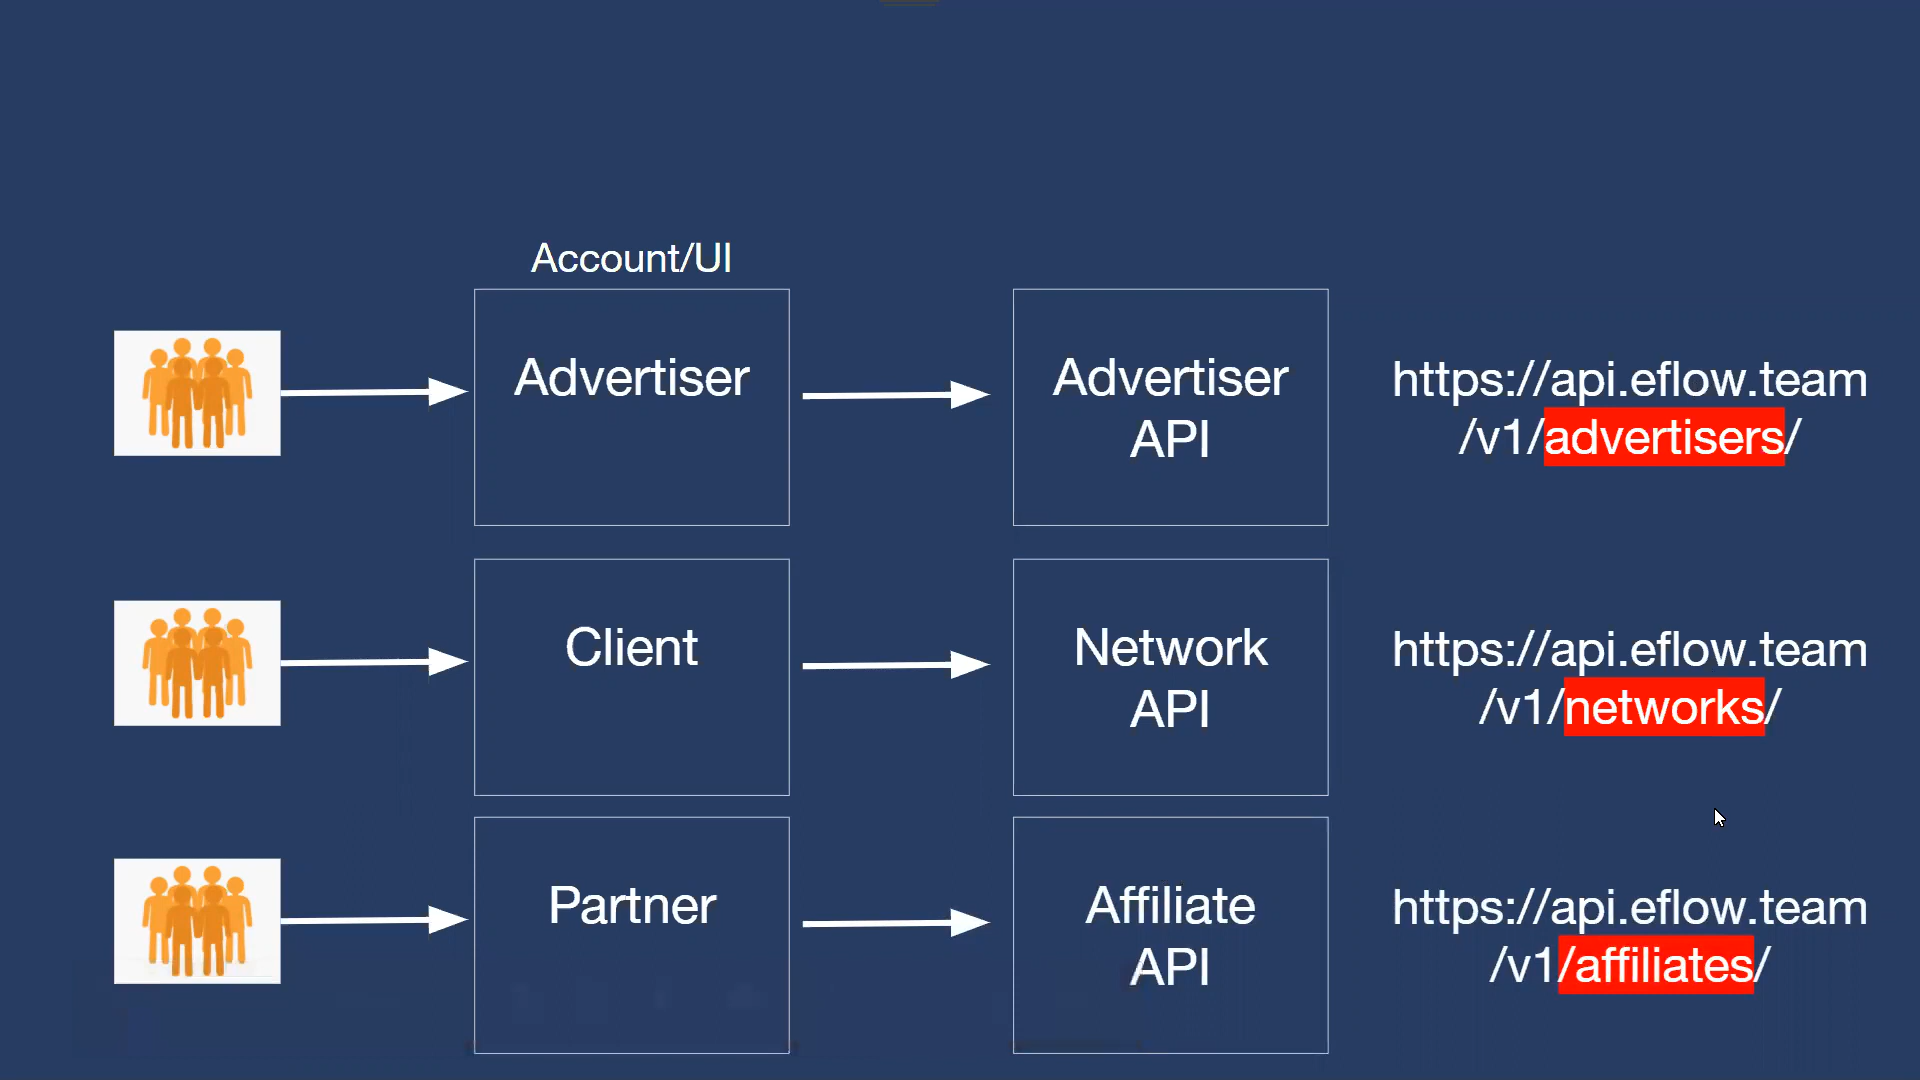 Account/UI
Advertiser
Advertiser
API
https://api.eflow.team
/v1/advertisers/
Client
Network
API
https://api.eflow.team
/v1/networks/
Partner
Affiliate
API
https://api.eflow.team
/v1/affiliates/